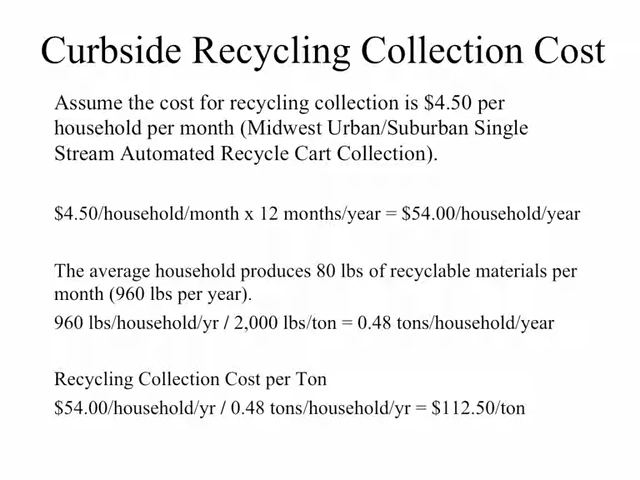 Curbside Recycling Collection Cost
Assume the cost for recycling collection is $4.50 per
household per month (Midwest Urban/Suburban Single
Stream Automated Recycle Cart Collection).
$4.50/household/month x 12 months/year = $54.00/household/year
The average household produces 80 lbs of recyclable materials per
month (960 lbs per year).
960 lbs/household/yr / 2,000 lbs/ton = 0.48 tons/household/year
Recycling Collection Cost per Ton
$54.00/household/yr / 0.48 tons/household/yr = $112.50/ton